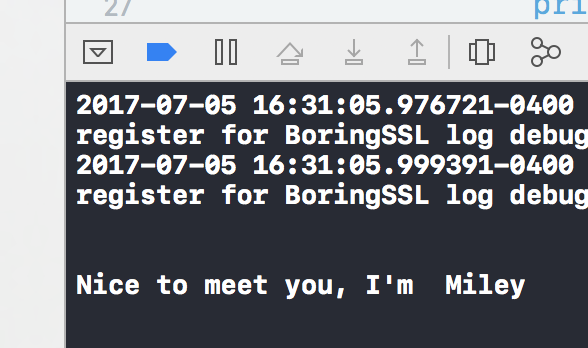 27
pri
2017-07-05 16:31:05.976721-0400
register for BoringSSL log debug
2017-07-05 16:31:05.999391-0400
register for BoringSSL log debug
Nice to meet you, I'm  Miley